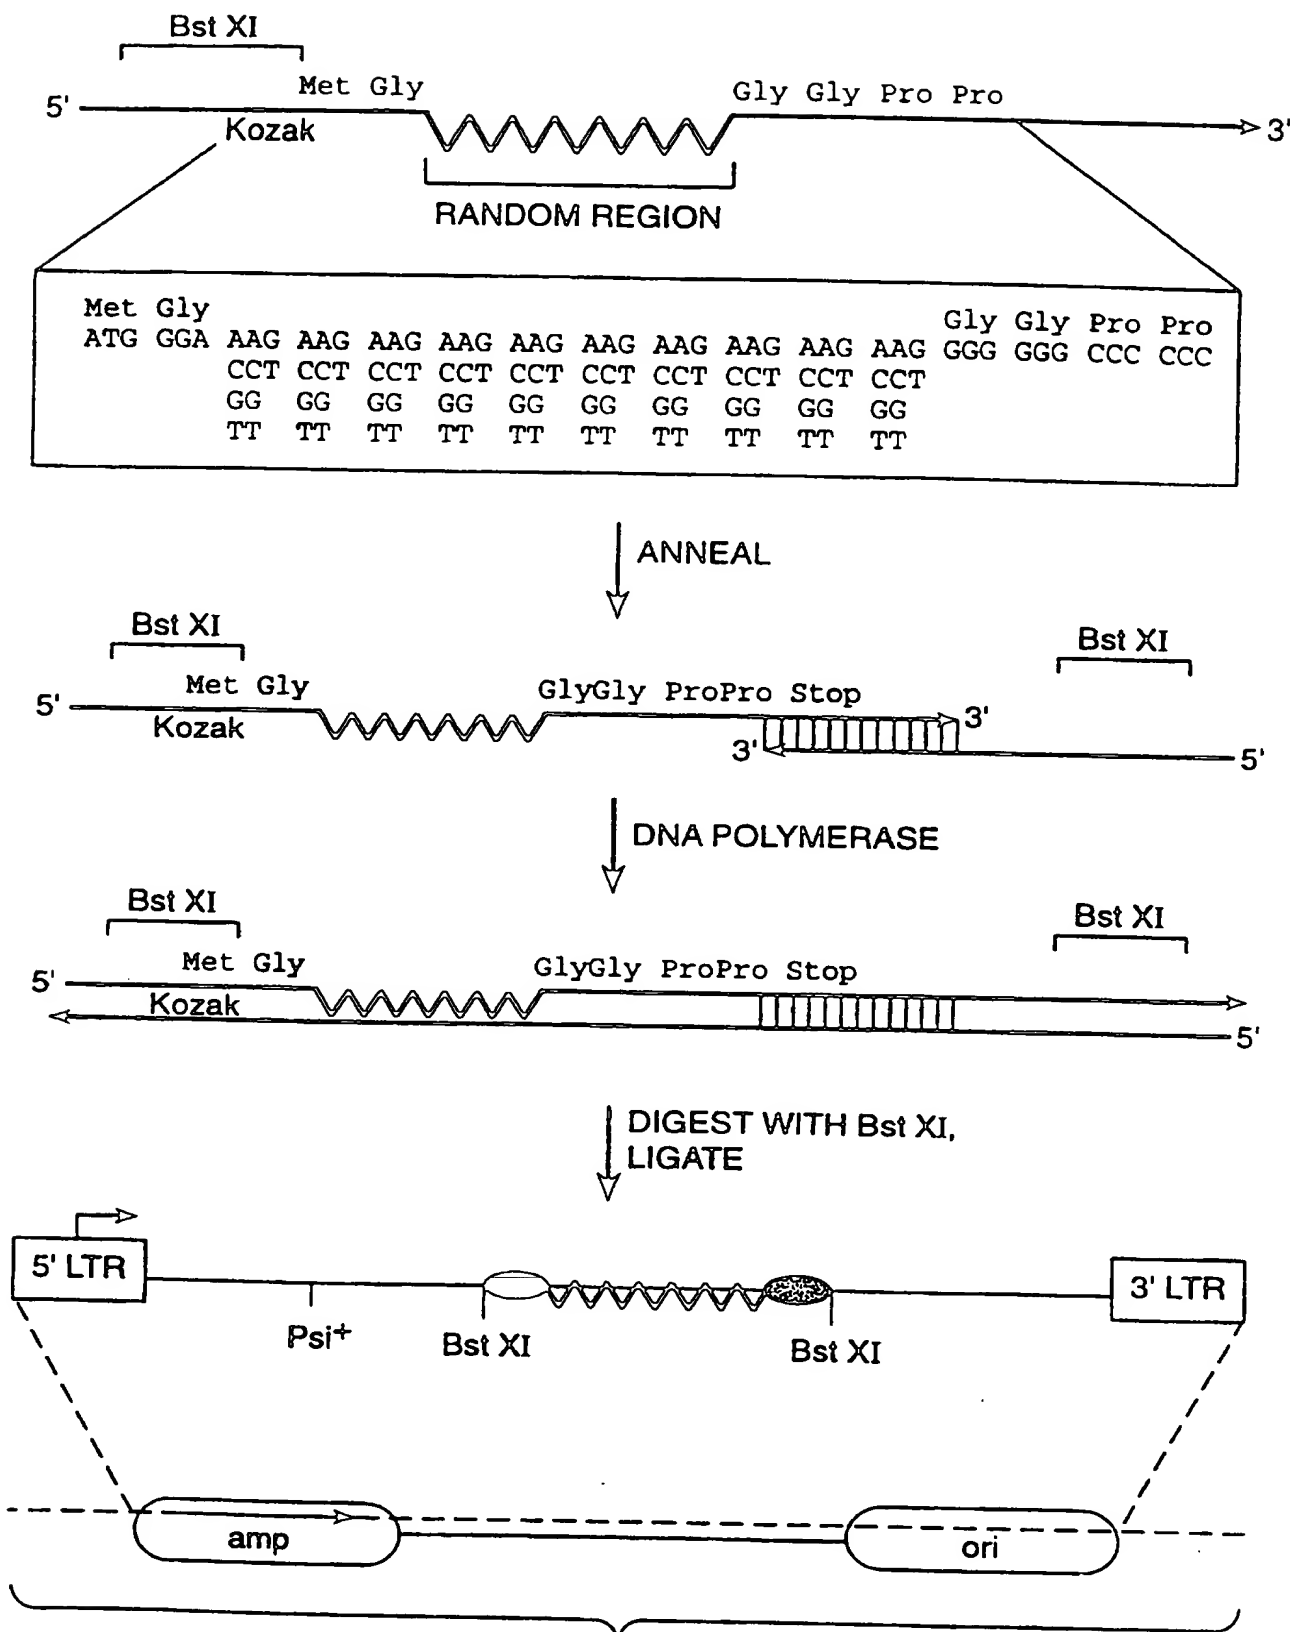 Bst XI
Met Gly
Gly Gly Pro Pro
5'
3'
Kozak
RANDOM REGION
Met Gly
Gly Gly Pro Pro
ATG GGA AAG AAG AAG AAG AAG AAG AAG AAG AAG AAG GGG GGG CCC CCC
CCT CCT CCT CCT CCT CCT CCT CCT CCT CCT
GG GG GG GG GG GG GG GG GG GG
TT TT TT TT TT TT TT TT TT TT
ANNEAL
Bst XI
Bst XI
Met Gly
GlyGly ProPro Stop
5'
3'
Kozak
3'
5'
DNA POLYMERASE
Bst XI
Bst XI
Met Gly
GlyGly ProPro Stop
5'
Kozak
5'
DIGEST WITH Bst XI,
LIGATE
5' LTR
3' LTR
Psi+
Bst XI
Bst XI
amp
ori